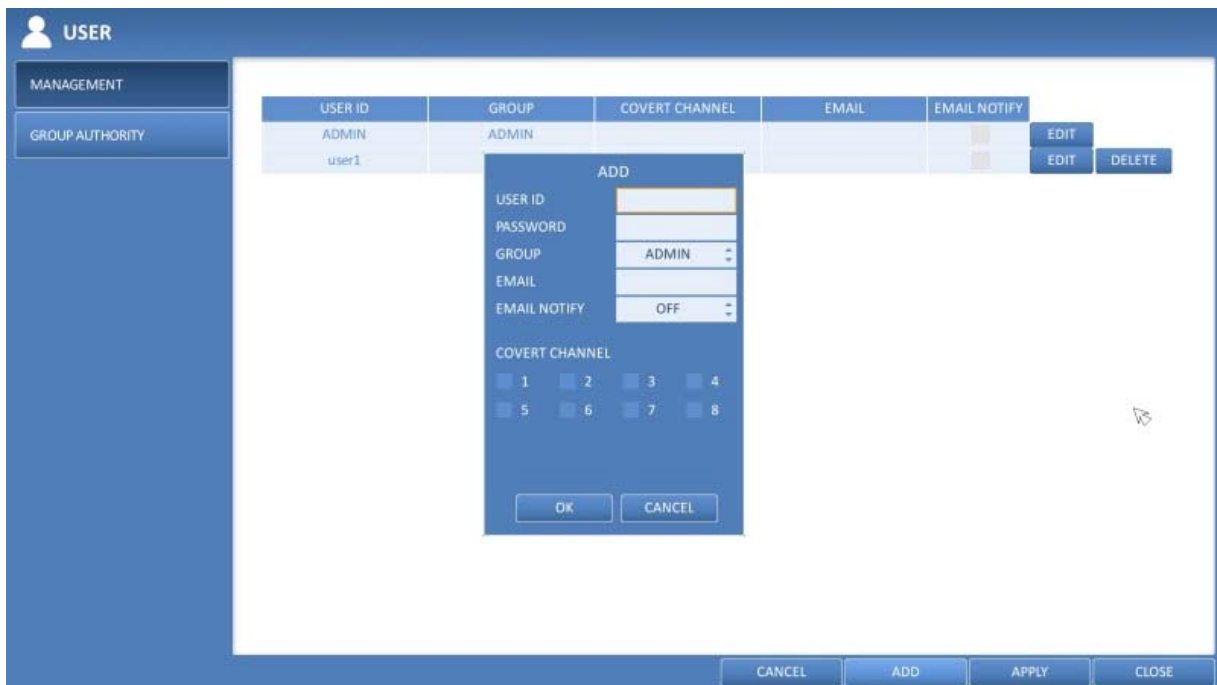 USER
MANAGEMENT
GROUP AUTHORITY
USER ID GROUP COVERT CHANNEL EMAIL EMAIL NOTIFY
ADMIN ADMIN EDIT
user1 EDIT DELETE
ADD
USER ID
PASSWORD
GROUP ADMIN
EMAIL
EMAIL NOTIFY OFF
COVERT CHANNEL
1 2 3 4
5 6 7 8
OK CANCEL
CANCEL ADD APPLY CLOSE